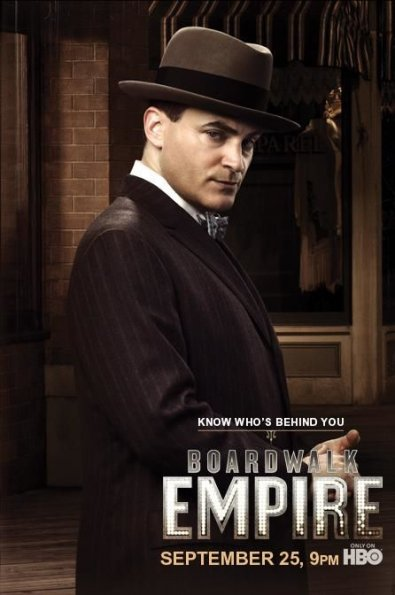 KNOW WHO'S BEHIND YOU
BOARDWALK
EMPIRE
ONLY ON
SEPTEMBER 25, 9PM HBO